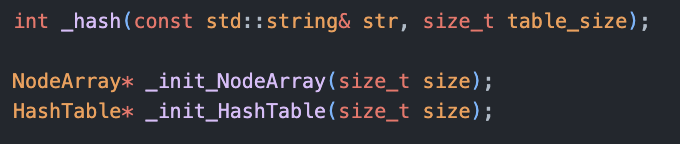 int _hash(const std::string& str, size_t table_size);
NodeArray* _init_NodeArray(size_t size);
HashTable* _init_HashTable(size_t size);